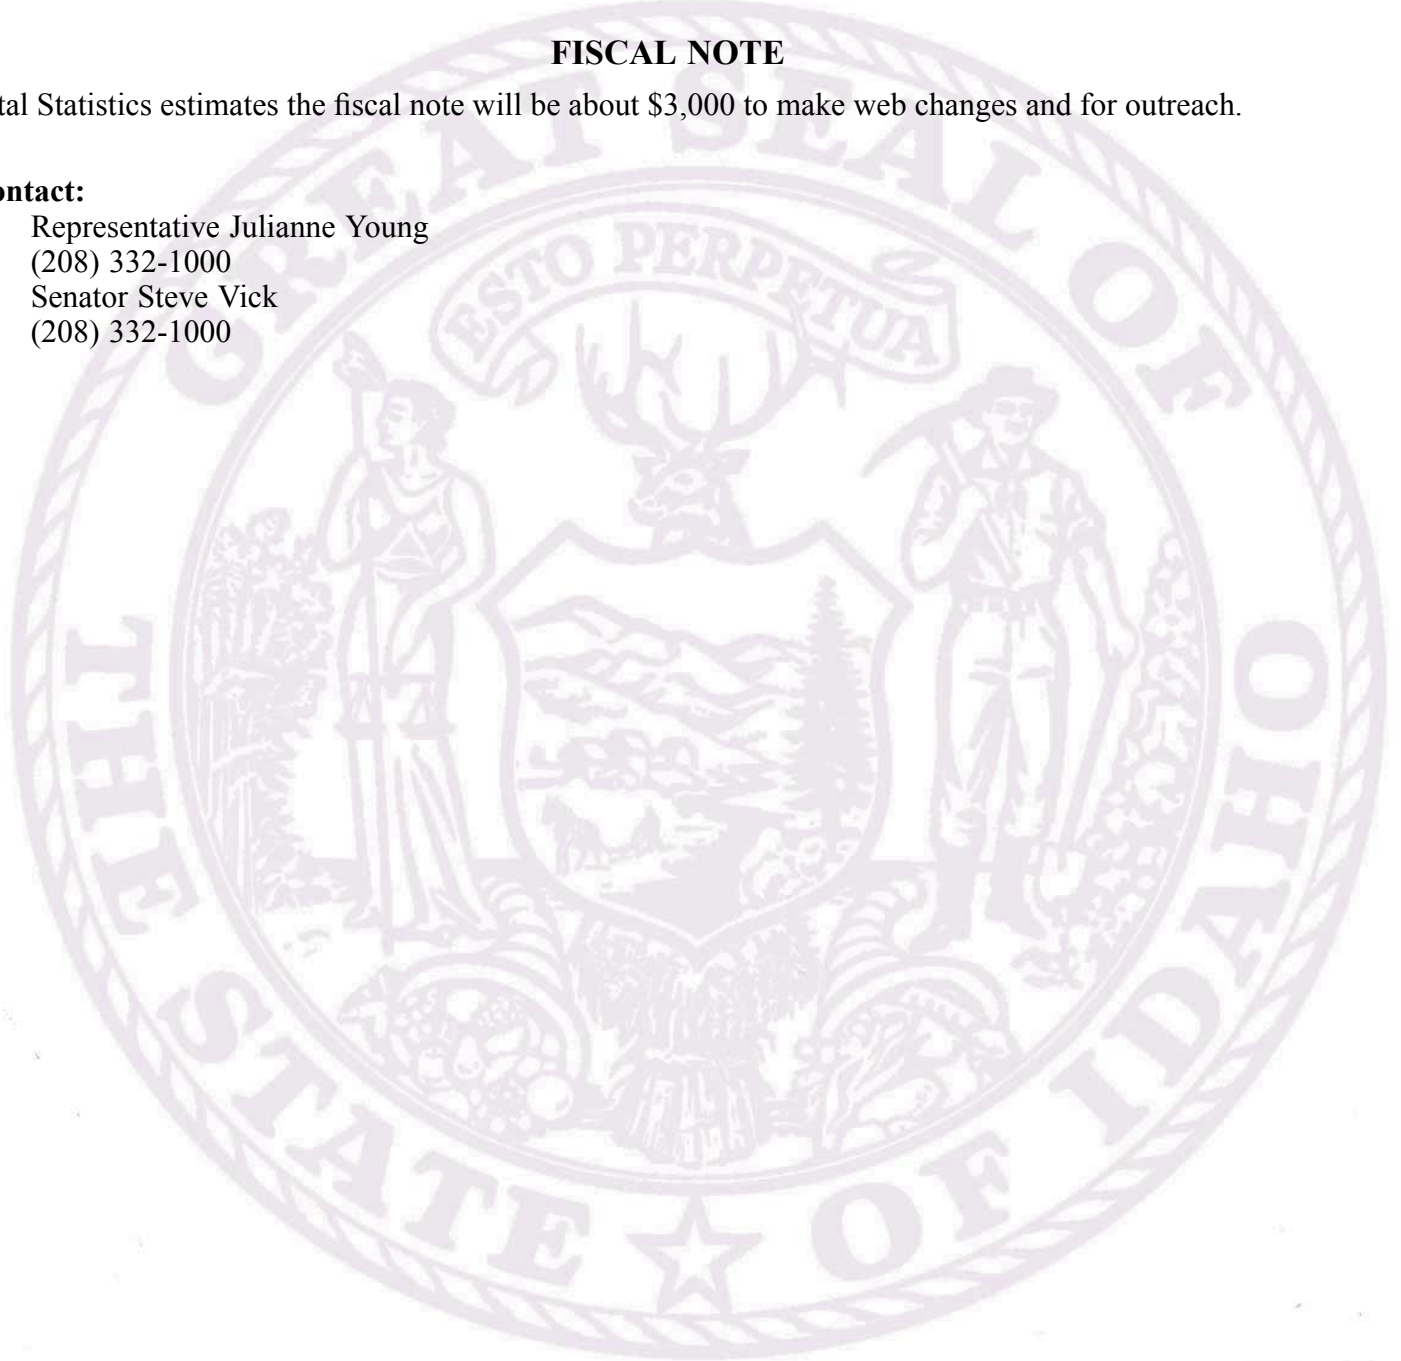 FISCAL NOTE
tal Statistics estimates the fiscal note will be about $3,000 to make web changes and for outreach.
ontact:
Representative Julianne Young
(208) 332-1000
Senator Steve Vick
(208) 332-1000
GREAT SEAL OF
ESTO PERPETUA
THE STATE OF IDAHO